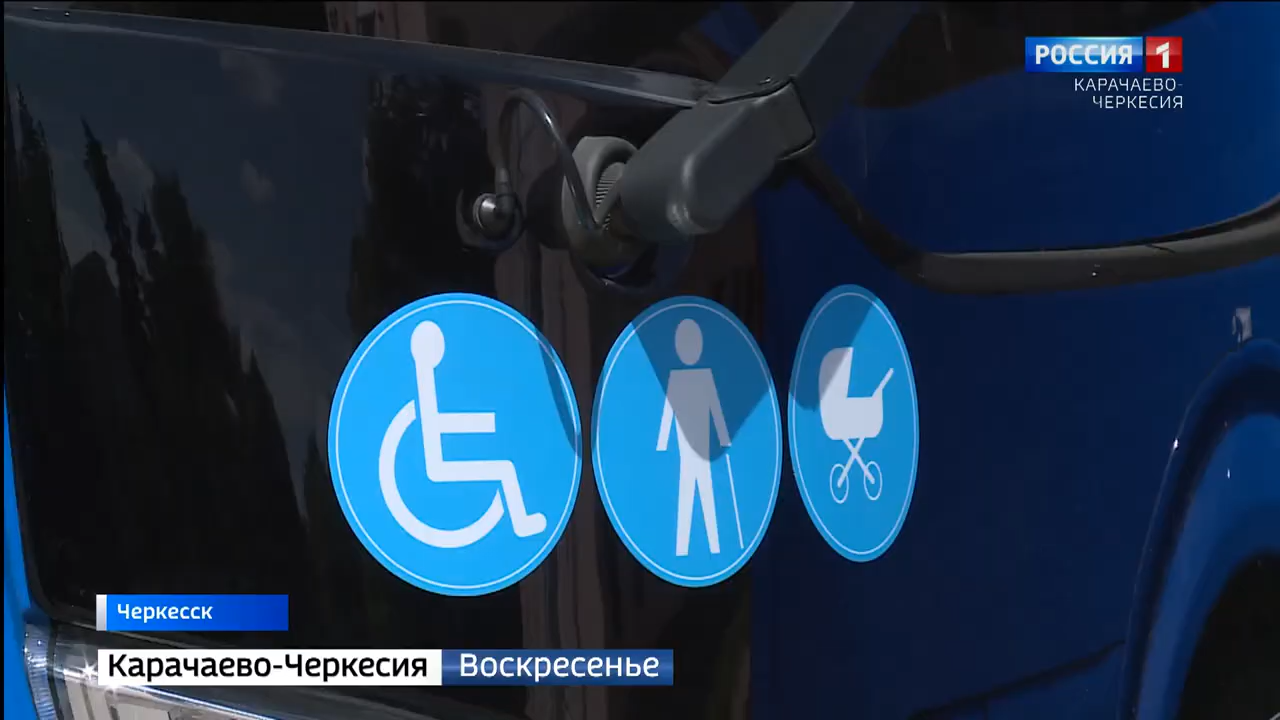 РОССИЯ 1
КАРАЧАЕВО-
ЧЕРКЕСИЯ
Черкесск
Карачаево-Черкесия Воскресенье